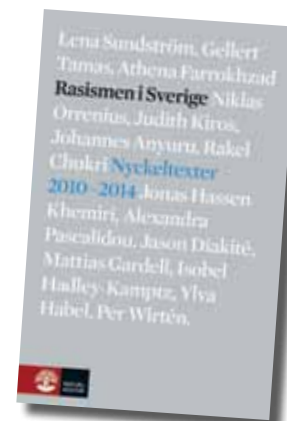 Lena Sundström, Gellert
Tamas, Athena Farrokhzad
Rasismen i Sverige Niklas
Orrenius, Judith Kiros,
Johannes Anyuru, Rakel
Chukri Nyckeltexter
2010–2014 Jonas Hassen
Khemiri, Alexandra
Pascalidou, Jason Diakité,
Mattias Gardell, Isobel
Hadley-Kamptz, Ylva
Habel, Per Wirtén.